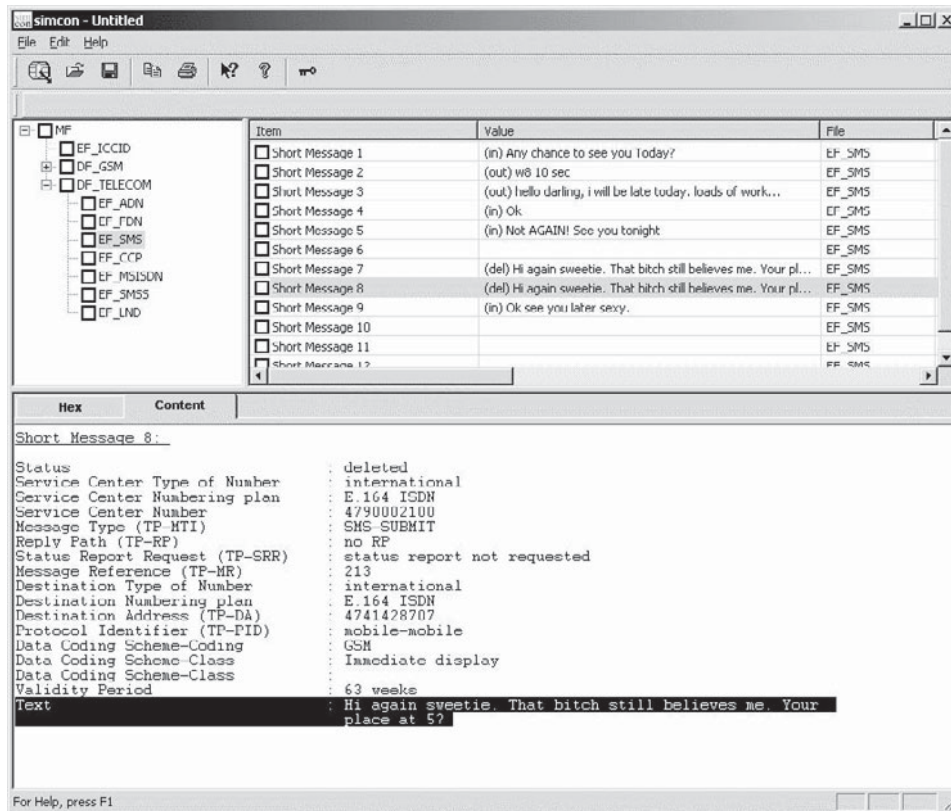 simcon - Untitled
File Edit Help
MF
EF_ICCID
DF_GSM
DF_TELECOM
EF_ADN
EF_FDN
EF_SMS
EF_CCP
EF_MSISDN
EF_SMSS
EF_LND
Item Value File
Short Message 1 (in) Any chance to see you Today? EF_SMS
Short Message 2 (out) w8 10 sec EF_SMS
Short Message 3 (out) hello darling, i will be late today. loads of work... EF_SMS
Short Message 4 (in) Ok EF_SMS
Short Message 5 (in) Not AGAIN! See you tonight EF_SMS
Short Message 6 EF_SMS
Short Message 7 (del) Hi again sweetie. That bitch still believes me. Your pl... EF_SMS
Short Message 8 (del) Hi again sweetie. That bitch still believes me. Your pl... EF_SMS
Short Message 9 (in) Ok see you later sexy. EF_SMS
Short Message 10 EF_SMS
Short Message 11 EF_SMS
Short Message 12 EF_SMS
Hex Content
Short Message 8:
Status : deleted
Service Center Type of Number : international
Service Center Numbering plan : E.164 ISDN
Service Center Number : 4790002100
Message Type (TP-MTI) : SMS-SUBMIT
Reply Path (TP-RP) : no RP
Status Report Request (TP-SRR) : status report not requested
Message Reference (TP-MR) : 213
Destination Type of Number : international
Destination Numbering plan : E.164 ISDN
Destination Address (TP-DA) : 4741428707
Protocol Identifier (TP-PID) : mobile-mobile
Data Coding Scheme-Coding : GSM
Data Coding Scheme-Class : Immediate display
Data Coding Scheme-Class :
Validity Period : 63 weeks
Text : Hi again sweetie. That bitch still believes me. Your
place at 5?
For Help, press F1